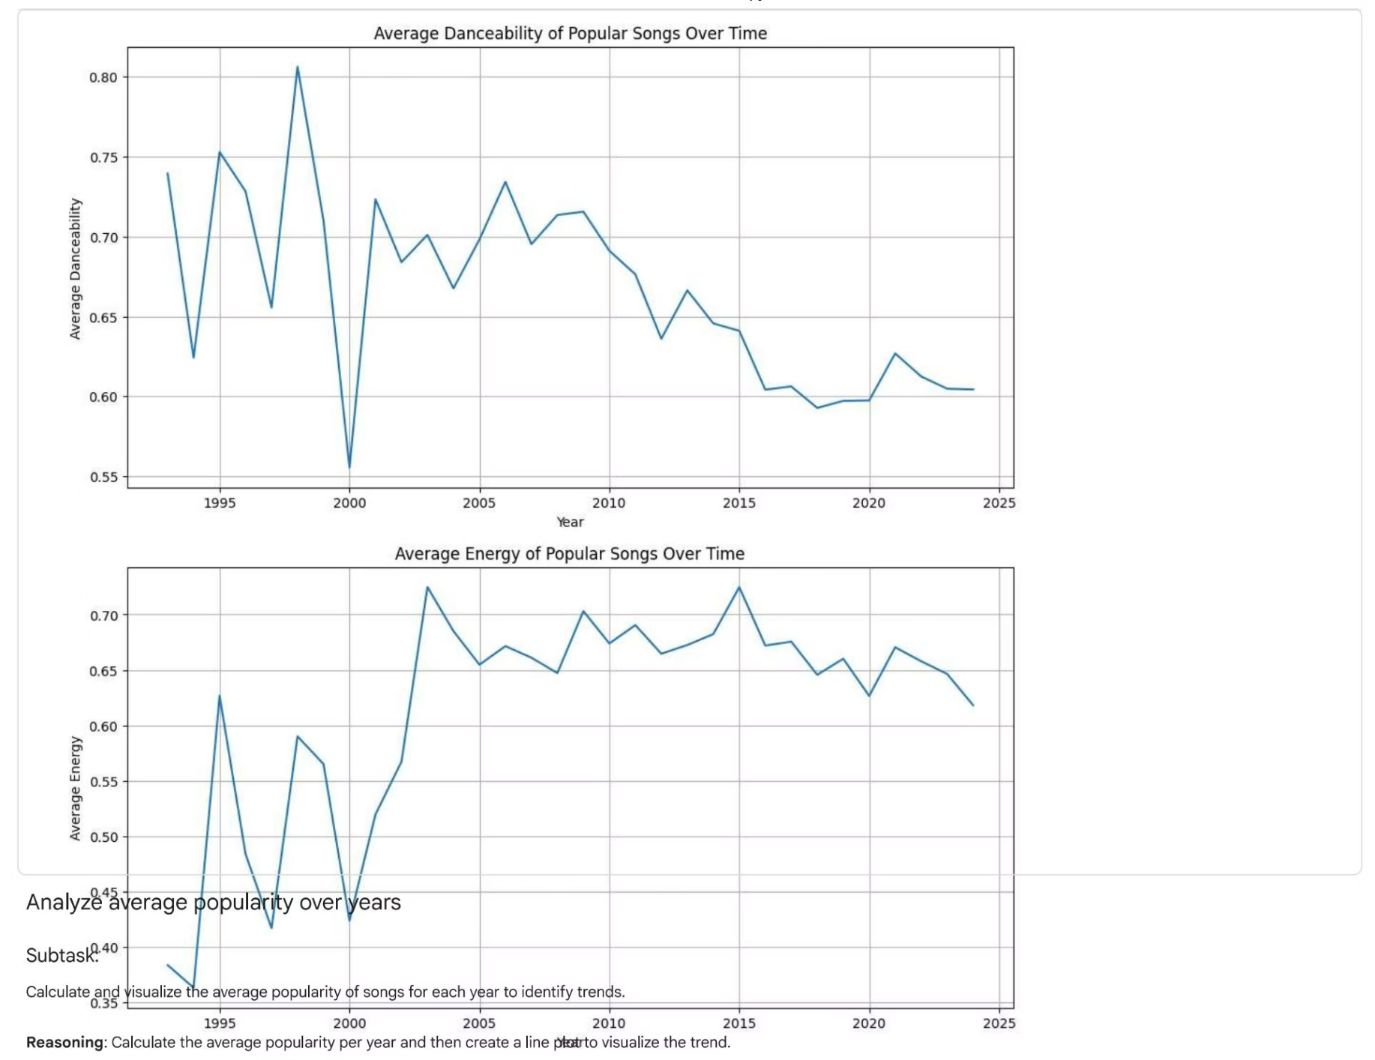 Average Danceability of Popular Songs Over Time
0.80
0.75
0.70
0.65
0.60
0.55
Average Danceability
1995 2000 2005 2010 2015 2020 2025
Year
Average Energy of Popular Songs Over Time
0.70
0.65
0.60
0.55
0.50
0.45
0.40
0.35
Average Energy
1995 2000 2005 2010 2015 2020 2025
Year
Analyze average popularity over years
Subtask:
Calculate and visualize the average popularity of songs for each year to identify trends.
Reasoning: Calculate the average popularity per year and then create a line plot to visualize the trend.